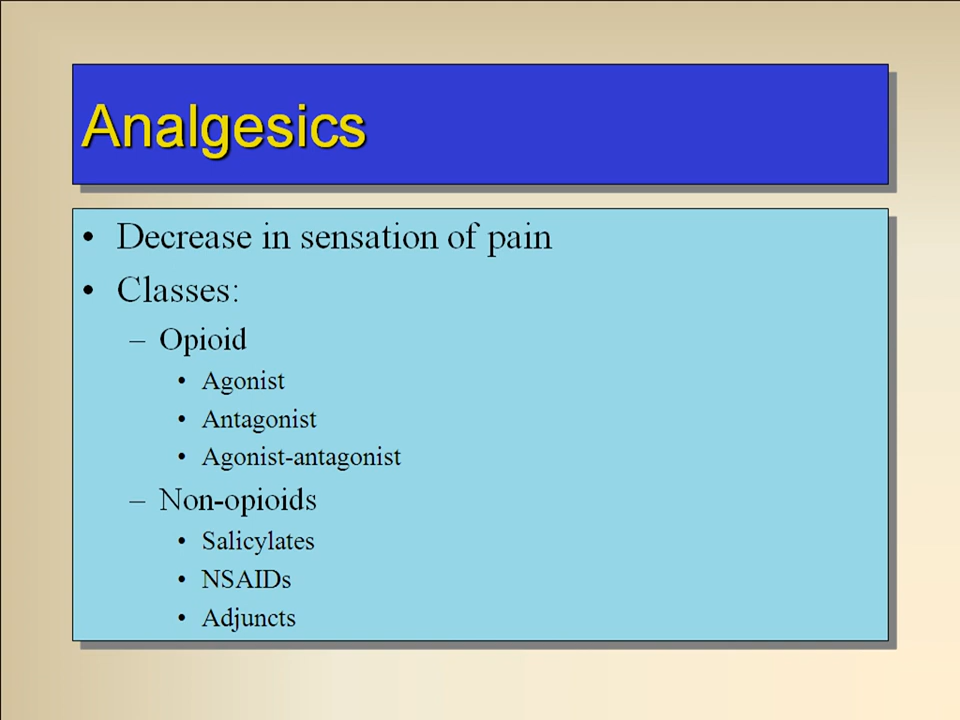 Analgesics
• Decrease in sensation of pain
• Classes:
– Opioid
• Agonist
• Antagonist
• Agonist-antagonist
– Non-opioids
• Salicylates
• NSAIDs
• Adjuncts